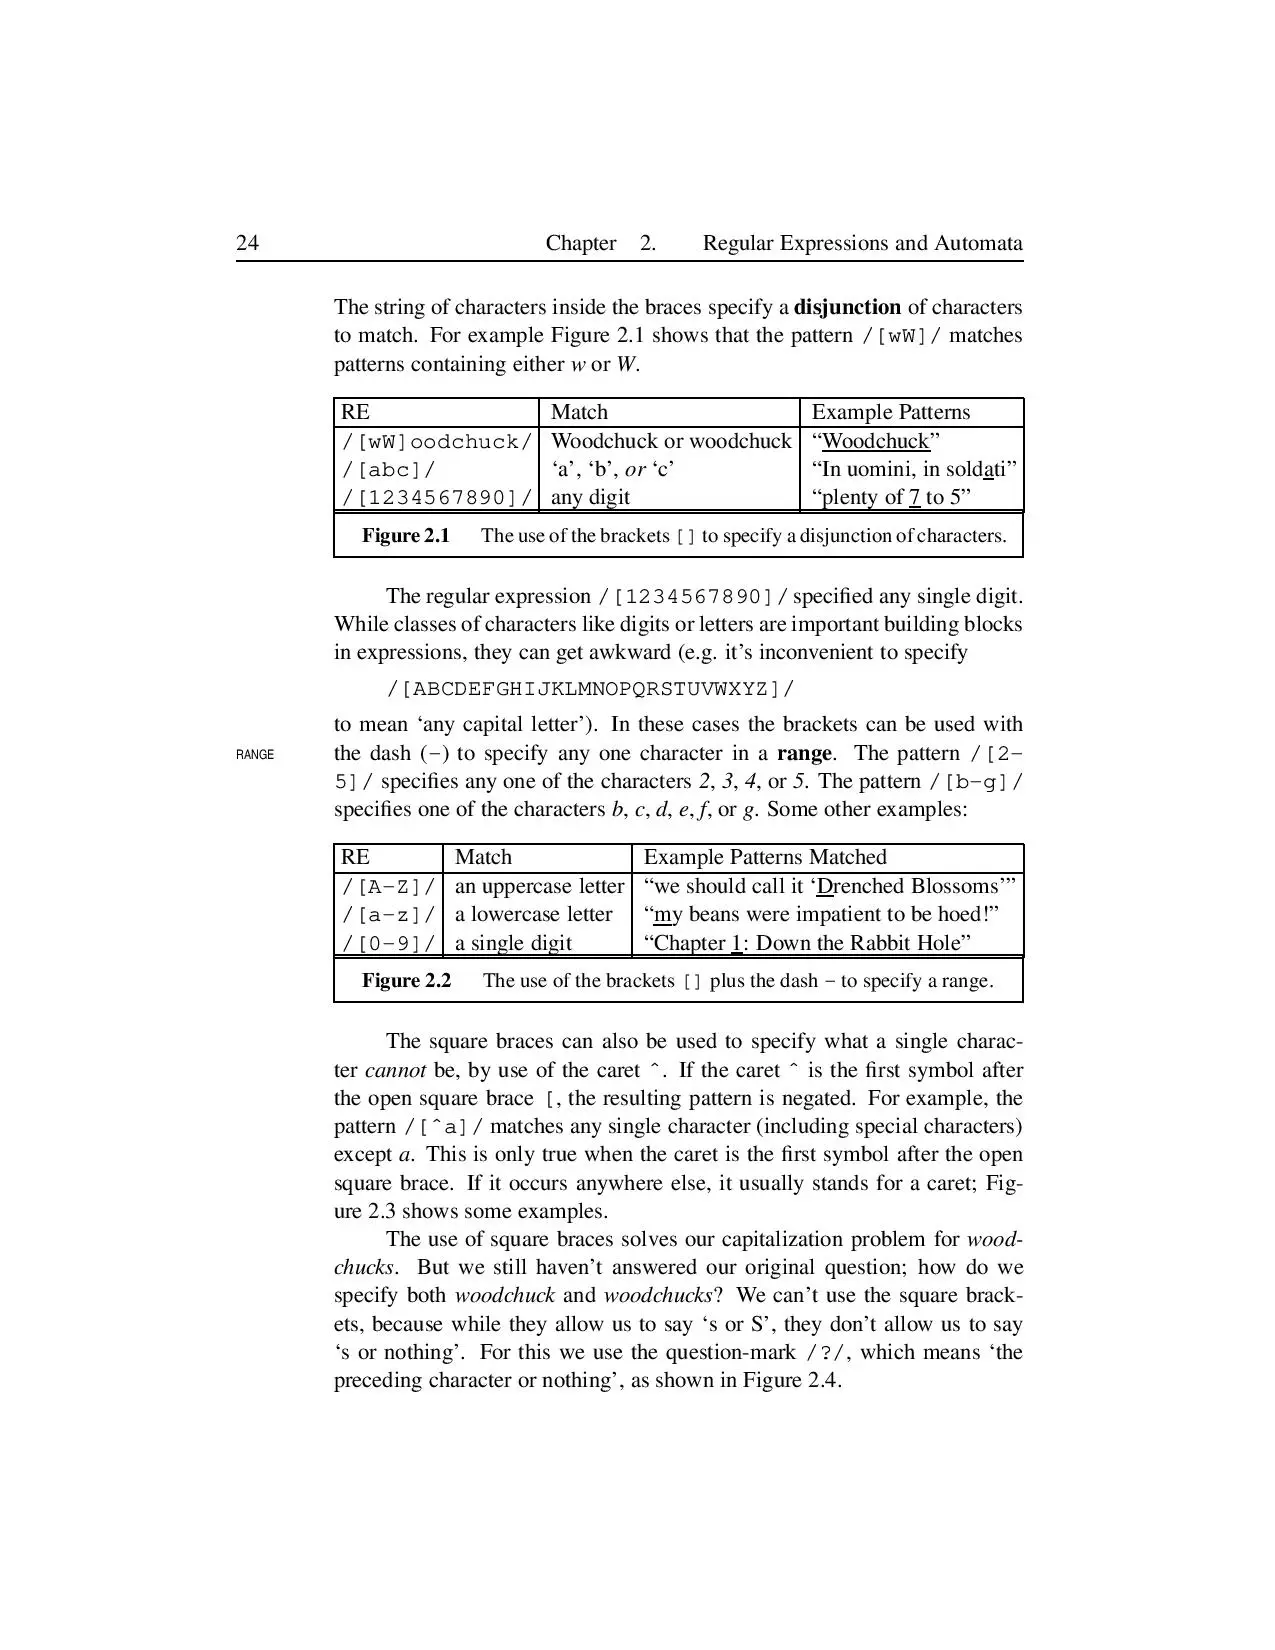 24 Chapter 2. Regular Expressions and Automata
The string of characters inside the braces specify a disjunction of characters
to match. For example Figure 2.1 shows that the pattern /[wW]/ matches
patterns containing either w or W.
RE Match Example Patterns
/[wW]oodchuck/ Woodchuck or woodchuck “Woodchuck”
/[abc]/ ‘a’, ‘b’, or ‘c’ “In uomini, in soldati”
/[1234567890]/ any digit “plenty of 7 to 5”
Figure 2.1 The use of the brackets [] to specify a disjunction of characters.
The regular expression /[1234567890]/ specified any single digit.
While classes of characters like digits or letters are important building blocks
in expressions, they can get awkward (e.g. it’s inconvenient to specify
/[ABCDEFGHIJKLMNOPQRSTUVWXYZ]/
to mean ‘any capital letter’). In these cases the brackets can be used with
RANGE the dash (-) to specify any one character in a range. The pattern /[2-
5]/ specifies any one of the characters 2, 3, 4, or 5. The pattern /[b-g]/
specifies one of the characters b, c, d, e, f, or g. Some other examples:
RE Match Example Patterns Matched
/[A-Z]/ an uppercase letter “we should call it ‘Drenched Blossoms’”
/[a-z]/ a lowercase letter “my beans were impatient to be hoed!”
/[0-9]/ a single digit “Chapter 1: Down the Rabbit Hole”
Figure 2.2 The use of the brackets [] plus the dash - to specify a range.
The square braces can also be used to specify what a single charac-
ter cannot be, by use of the caret ˆ. If the caret ˆ is the first symbol after
the open square brace [, the resulting pattern is negated. For example, the
pattern /[ˆa]/ matches any single character (including special characters)
except a. This is only true when the caret is the first symbol after the open
square brace. If it occurs anywhere else, it usually stands for a caret; Fig-
ure 2.3 shows some examples.
The use of square braces solves our capitalization problem for wood-
chucks. But we still haven’t answered our original question; how do we
specify both woodchuck and woodchucks? We can’t use the square brack-
ets, because while they allow us to say ‘s or S’, they don’t allow us to say
‘s or nothing’. For this we use the question-mark /?/, which means ‘the
preceding character or nothing’, as shown in Figure 2.4.